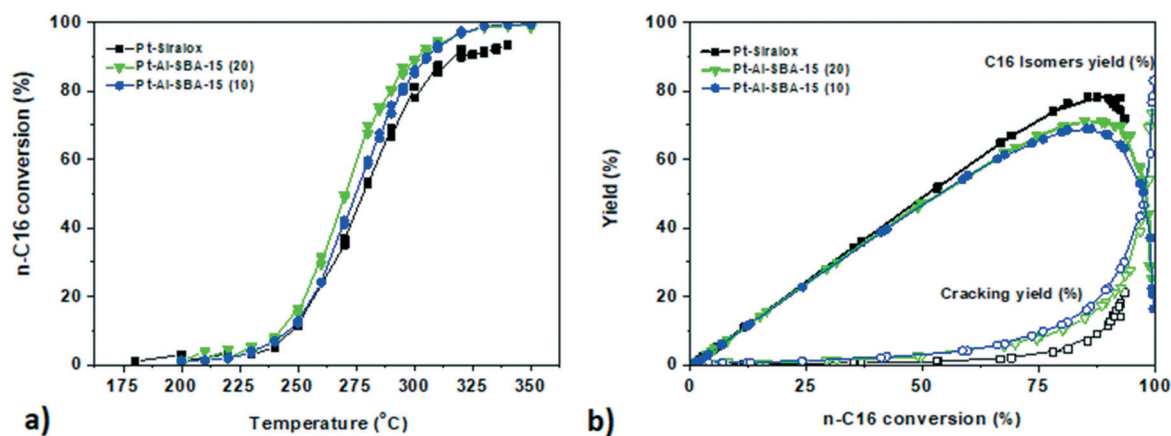 100
80
60
40
20
0
n-C16 conversion (%)
Pt-Siralox
Pt-Al-SBA-15 (20)
Pt-Al-SBA-15 (10)
175 200 225 250 275 300 325 350
Temperature (°C)
a)
100
80
60
40
20
0
Yield (%)
Pt-Siralox
Pt-Al-SBA-15 (20)
Pt-Al-SBA-15 (10)
C16 Isomers yield (%)
Cracking yield (%)
0 25 50 75 100
n-C16 conversion (%)
b)